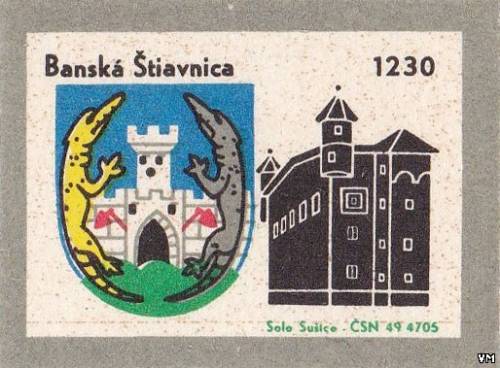 Banská Štiavnica 1230
Solo Sušice - ČSN 49 4705
VM